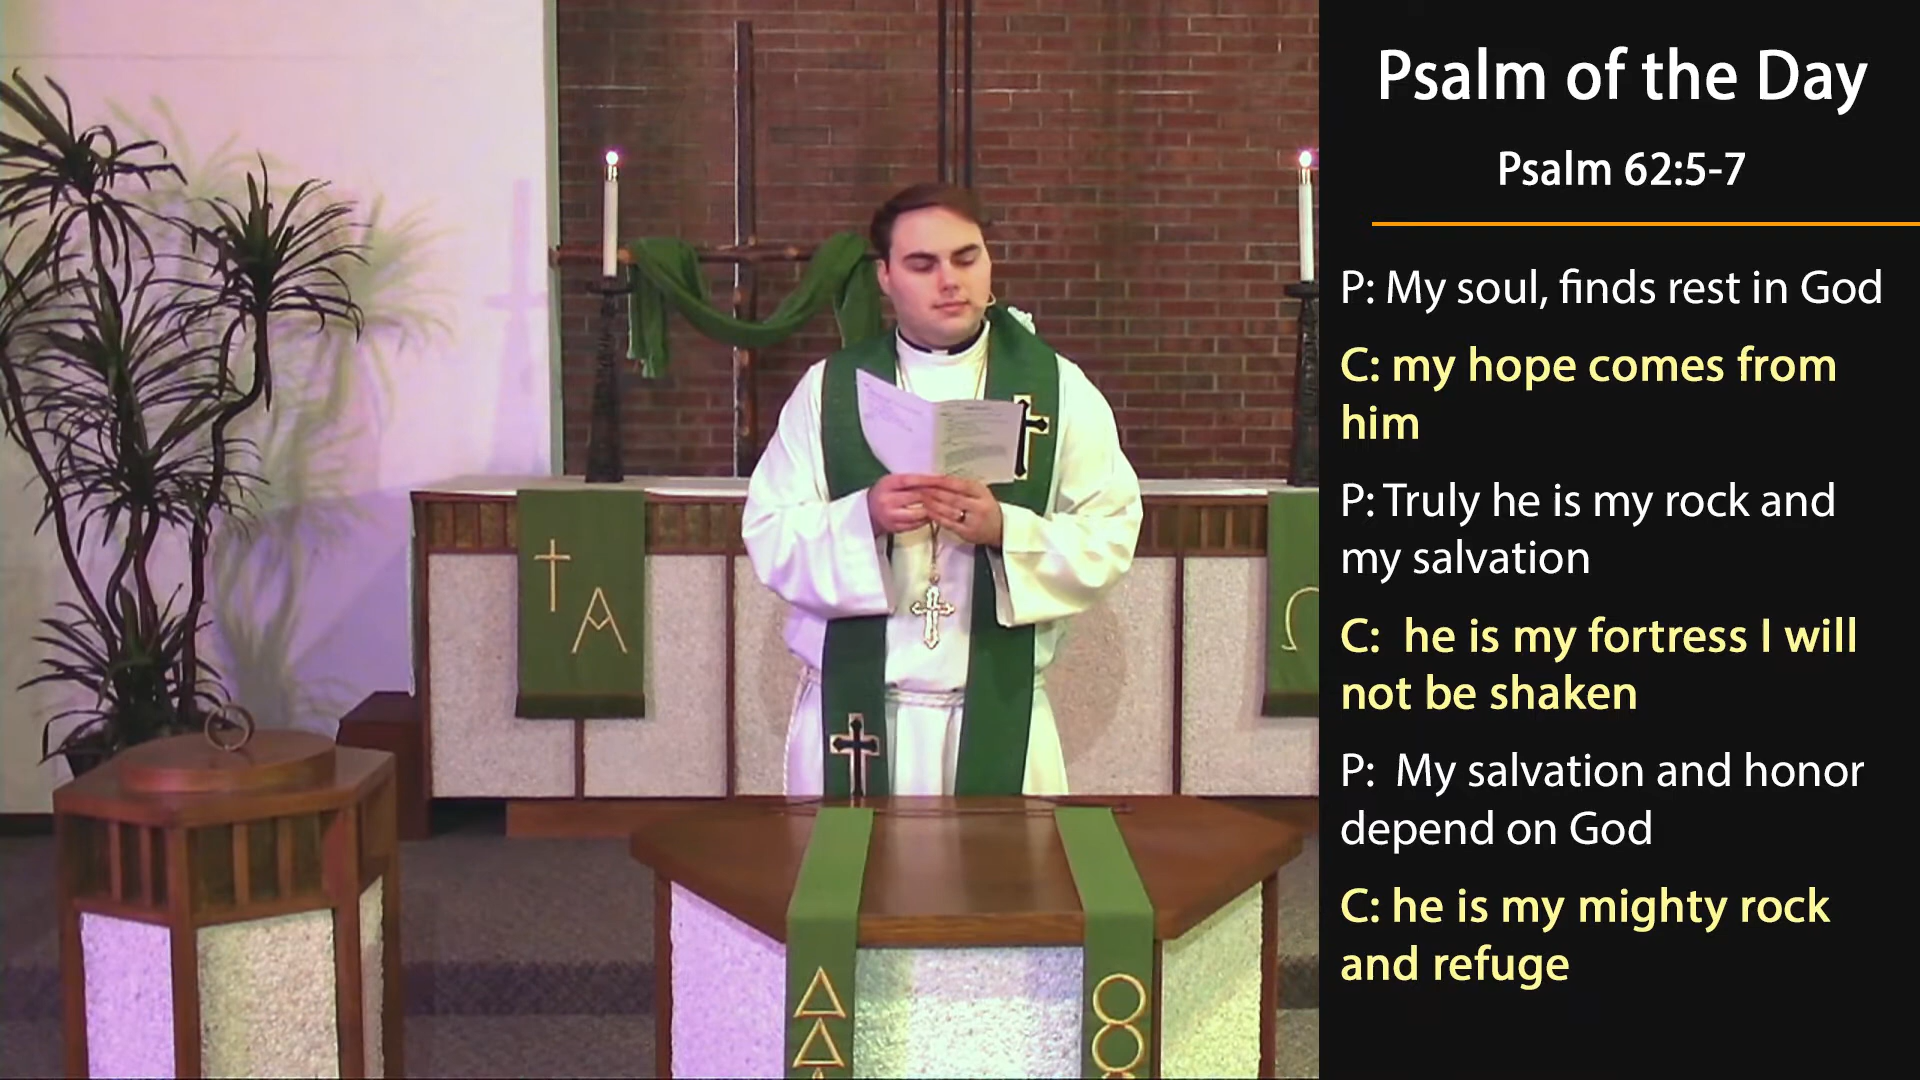 Psalm of the Day
Psalm 62:5-7
P: My soul, finds rest in God
C: my hope comes from
him
P: Truly he is my rock and
my salvation
C:  he is my fortress I will
not be shaken
P:  My salvation and honor
depend on God
C: he is my mighty rock
and refuge
A
Ω